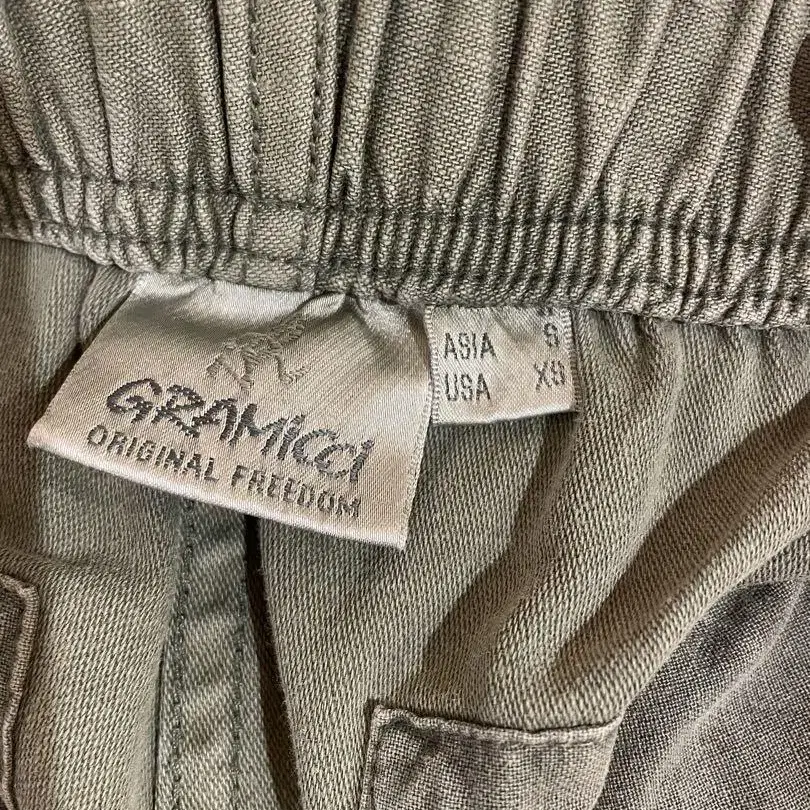 GRAMICCI
ORIGINAL FREEDOM
ASIA S
USA XS